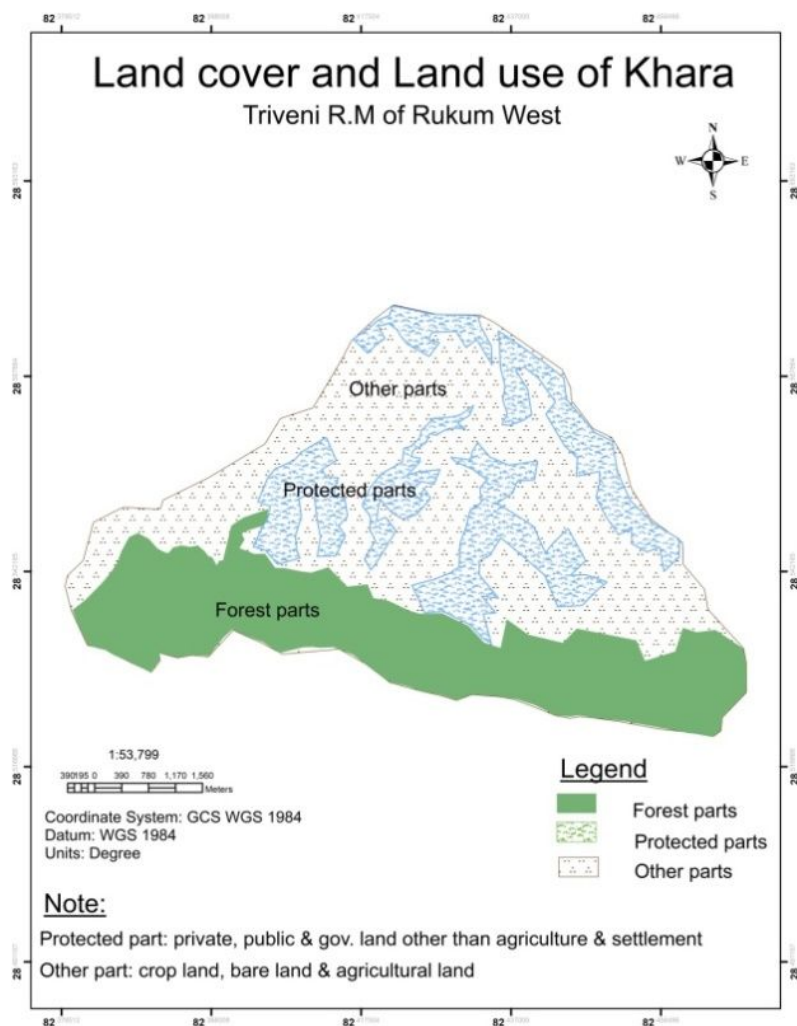 Land cover and Land use of Khara
Triveni R.M of Rukum West
N
W E
S
Other parts
Protected parts
Forest parts
1:53,799
390 195 0 390 780 1,170 1,560
Meters
Coordinate System: GCS WGS 1984
Datum: WGS 1984
Units: Degree
Legend
Forest parts
Protected parts
Other parts
Note:
Protected part: private, public & gov. land other than agriculture & settlement
Other part: crop land, bare land & agricultural land